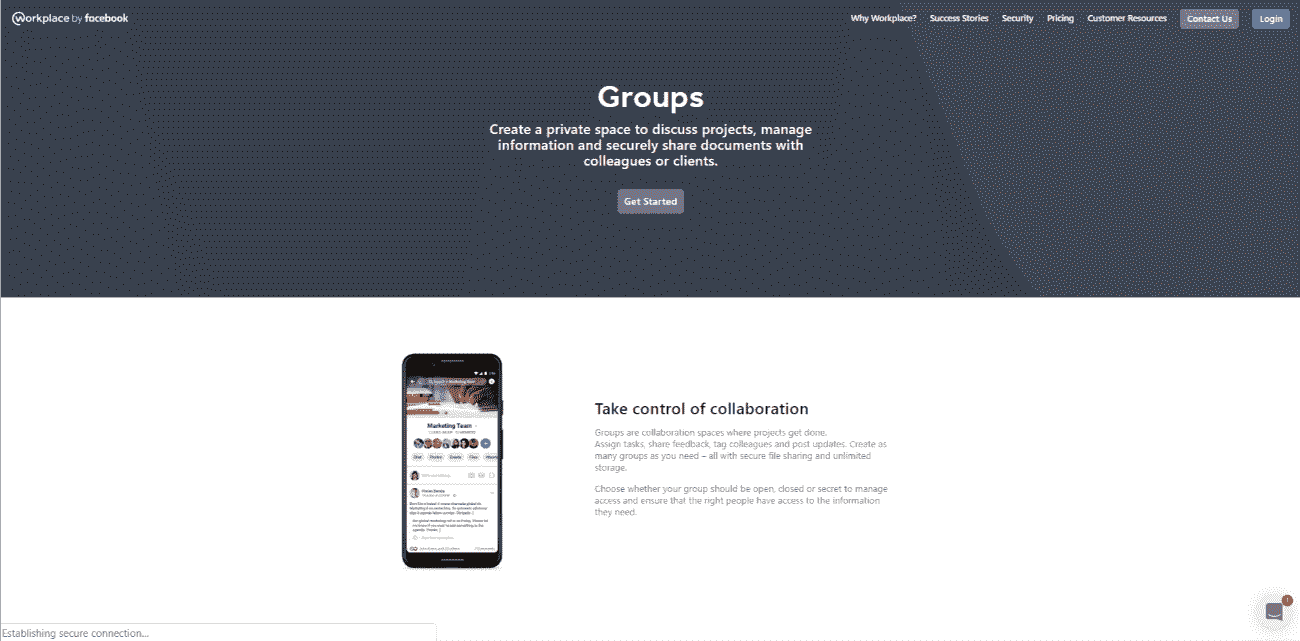 workplace by facebook
Why Workplace? Success Stories Security Pricing Customer Resources Contact Us Login
Groups
Create a private space to discuss projects, manage
information and securely share documents with
colleagues or clients.
Get Started
Marketing Team
Take control of collaboration
Groups are collaboration spaces where projects get done.
Assign tasks, share feedback, tag colleagues and post updates. Create as
many groups as you need – all with secure file sharing and unlimited
storage.
Choose whether your group should be open, closed or secret to manage
access and ensure that the right people have access to the information
they need.
1
Establishing secure connection...